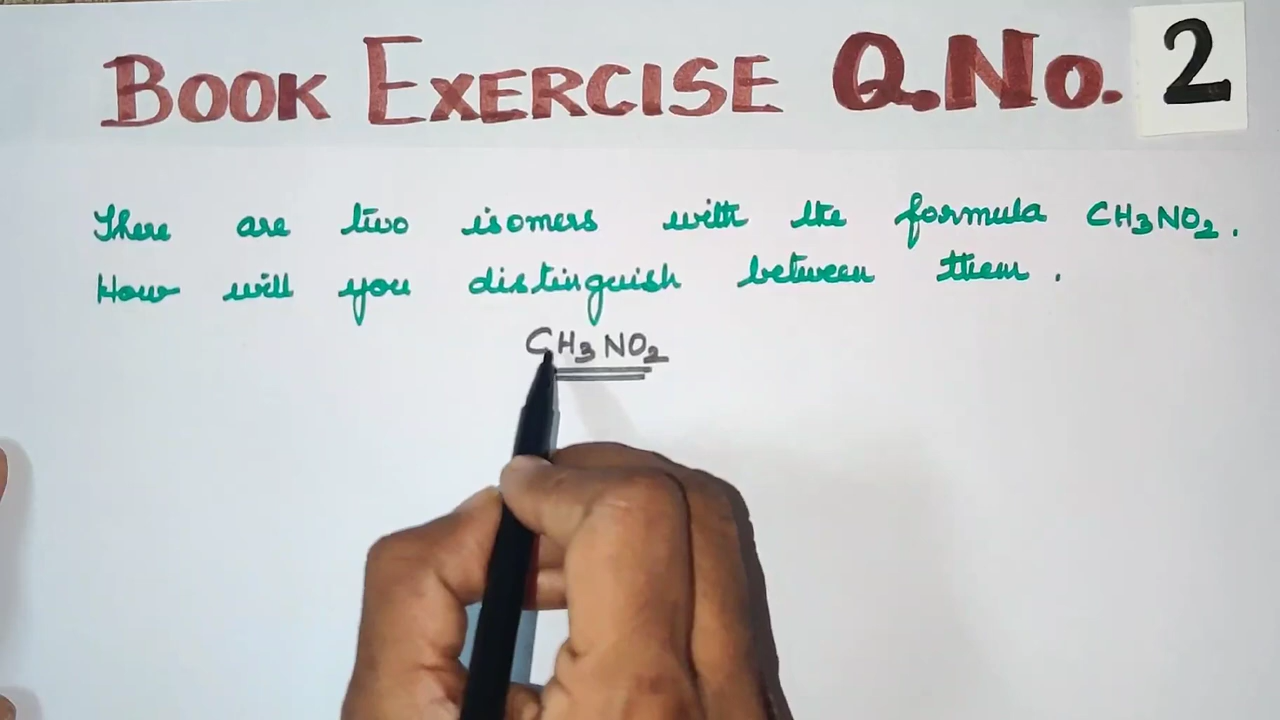 BOOK EXERCISE Q.No. 2
There are two isomers with the formula CH₃NO₂.
How will you distinguish between them.
CH₃NO₂